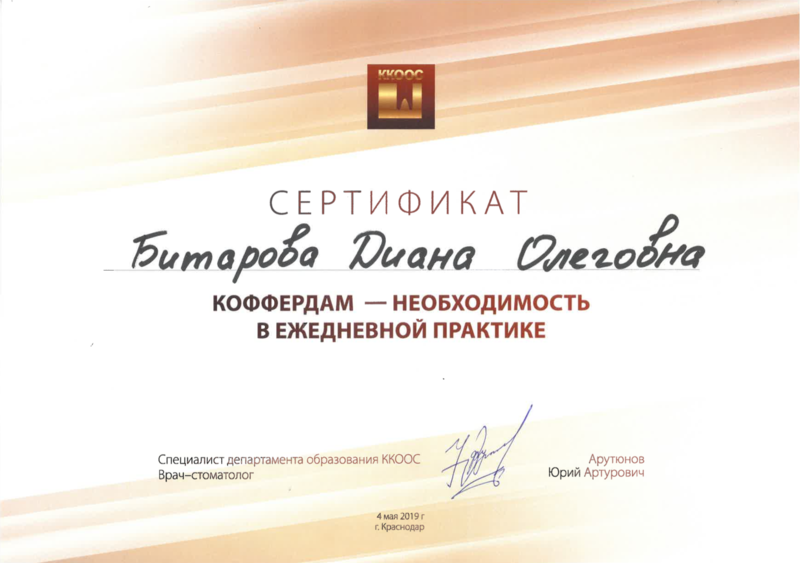 ККООС
СЕРТИФИКАТ
Битарова Диана Олеговна
КОФФЕРДАМ — НЕОБХОДИМОСТЬ
В ЕЖЕДНЕВНОЙ ПРАКТИКЕ
Специалист департамента образования ККООС
Врач–стоматолог
Арутюнов
Юрий Артурович
4 мая 2019 г
г. Краснодар